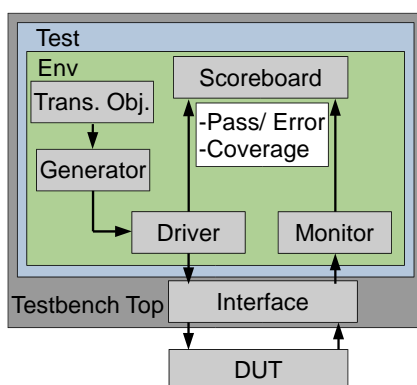 Test
Env
Scoreboard
Trans. Obj.
-Pass/ Error
-Coverage
Generator
Driver
Monitor
Testbench Top
Interface
DUT